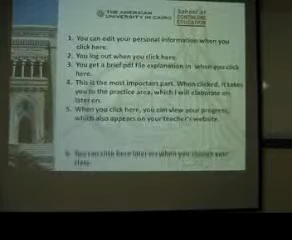 THE AMERICAN
UNIVERSITY IN CAIRO
School of
CONTINUING
EDUCATION
1. You can edit your personal information when you
click here.
2. You log out when you click here.
3. You get a brief pdf file explanation in when you click
here.
4. This is the most important part. When clicked, it takes
you to the practice area, which I will elaborate on
later on.
5. When you click here, you can view your progress,
which also appears on your teacher's website.
6. You can click here later on when you change your
class.